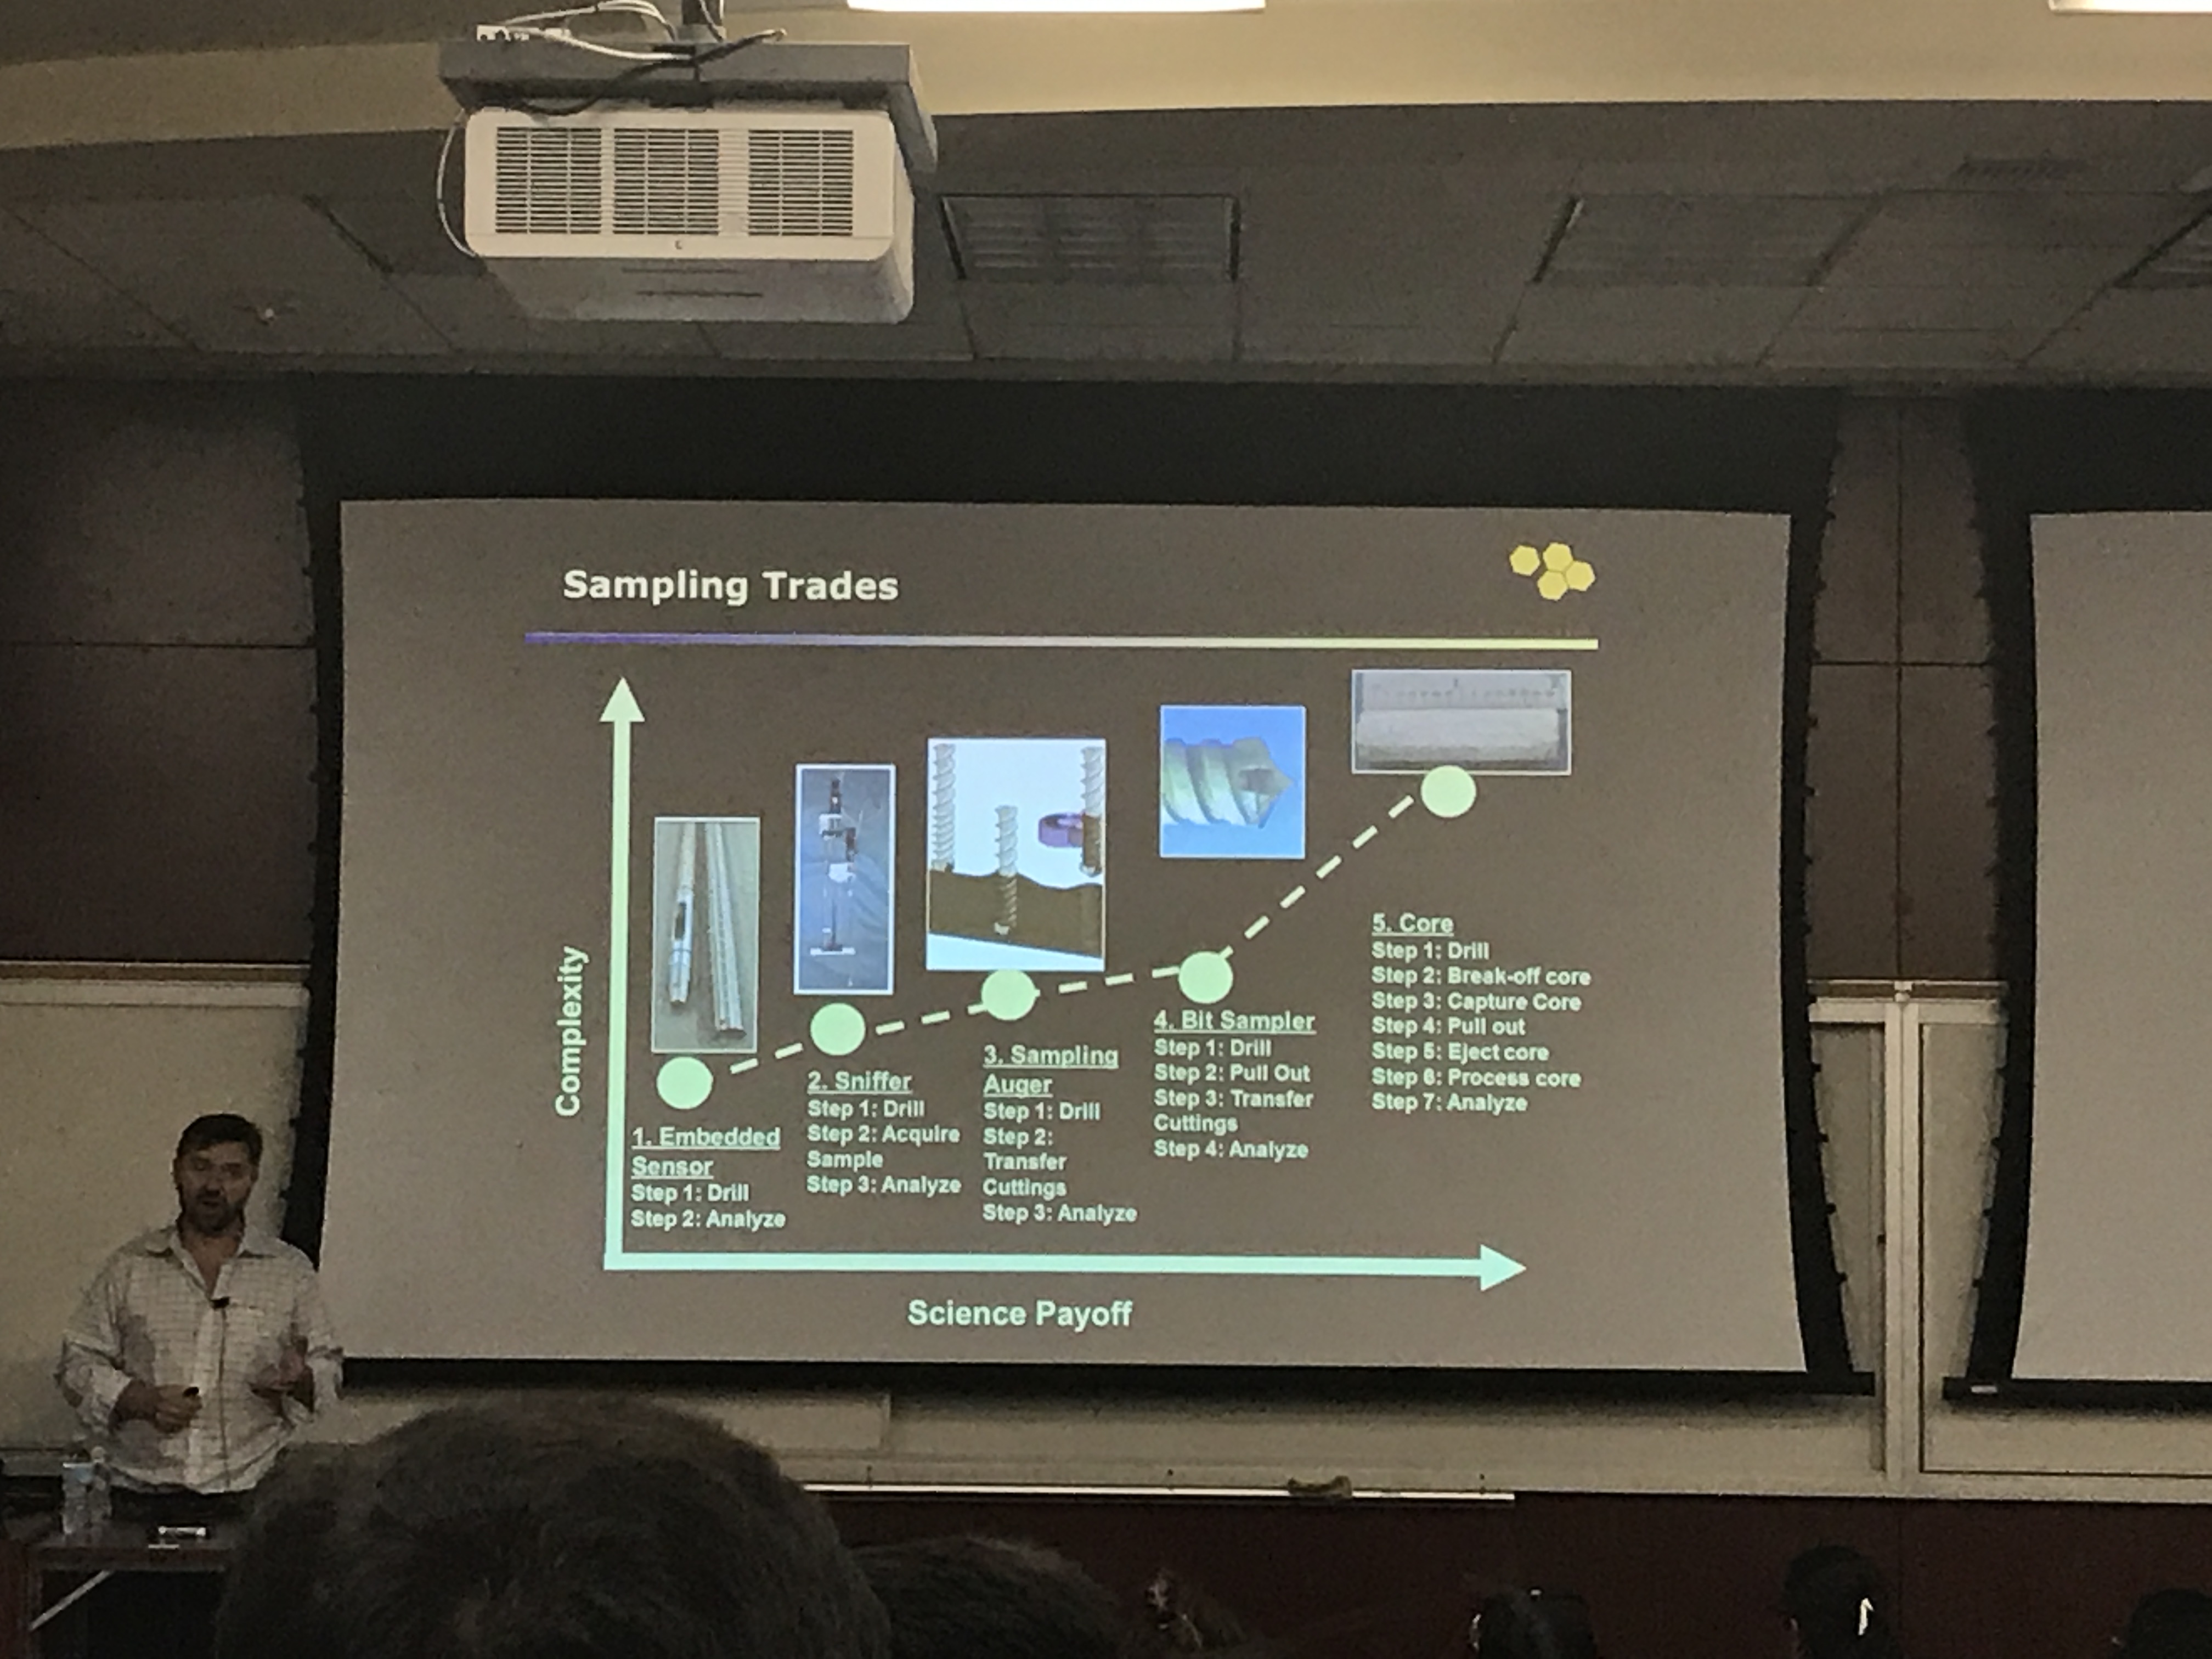 Sampling Trades
Complexity
1. Embedded
Sensor
Step 1: Drill
Step 2: Analyze
2. Sniffer
Step 1: Drill
Step 2: Acquire
Sample
Step 3: Analyze
3. Sampling
Auger
Step 1: Drill
Step 2:
Transfer
Cuttings
Step 3: Analyze
4. Bit Sampler
Step 1: Drill
Step 2: Pull Out
Step 3: Transfer
Cuttings
Step 4: Analyze
5. Core
Step 1: Drill
Step 2: Break-off core
Step 3: Capture Core
Step 4: Pull out
Step 5: Eject core
Step 6: Process core
Step 7: Analyze
Science Payoff